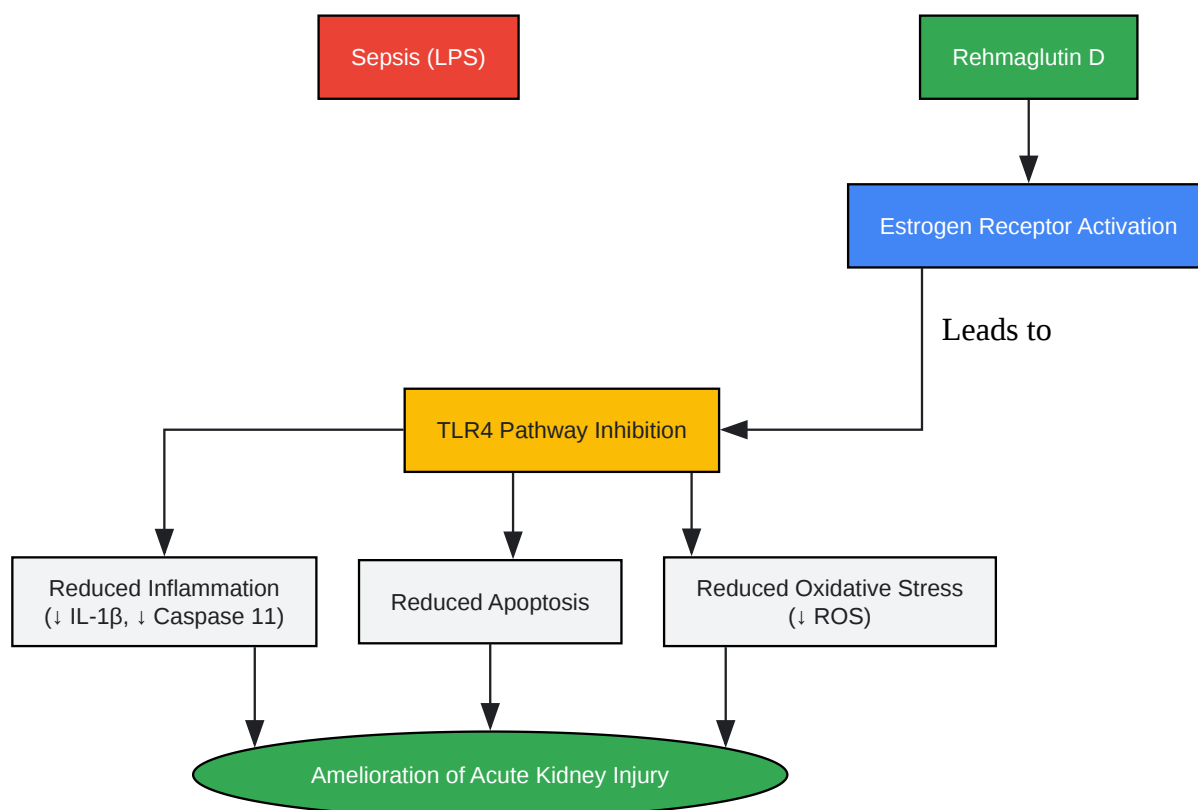 Sepsis (LPS)
Rehmaglutin D
Estrogen Receptor Activation
Leads to
TLR4 Pathway Inhibition
Reduced Inflammation
(↓ IL-1β, ↓ Caspase 11)
Reduced Apoptosis
Reduced Oxidative Stress
(↓ ROS)
Amelioration of Acute Kidney Injury